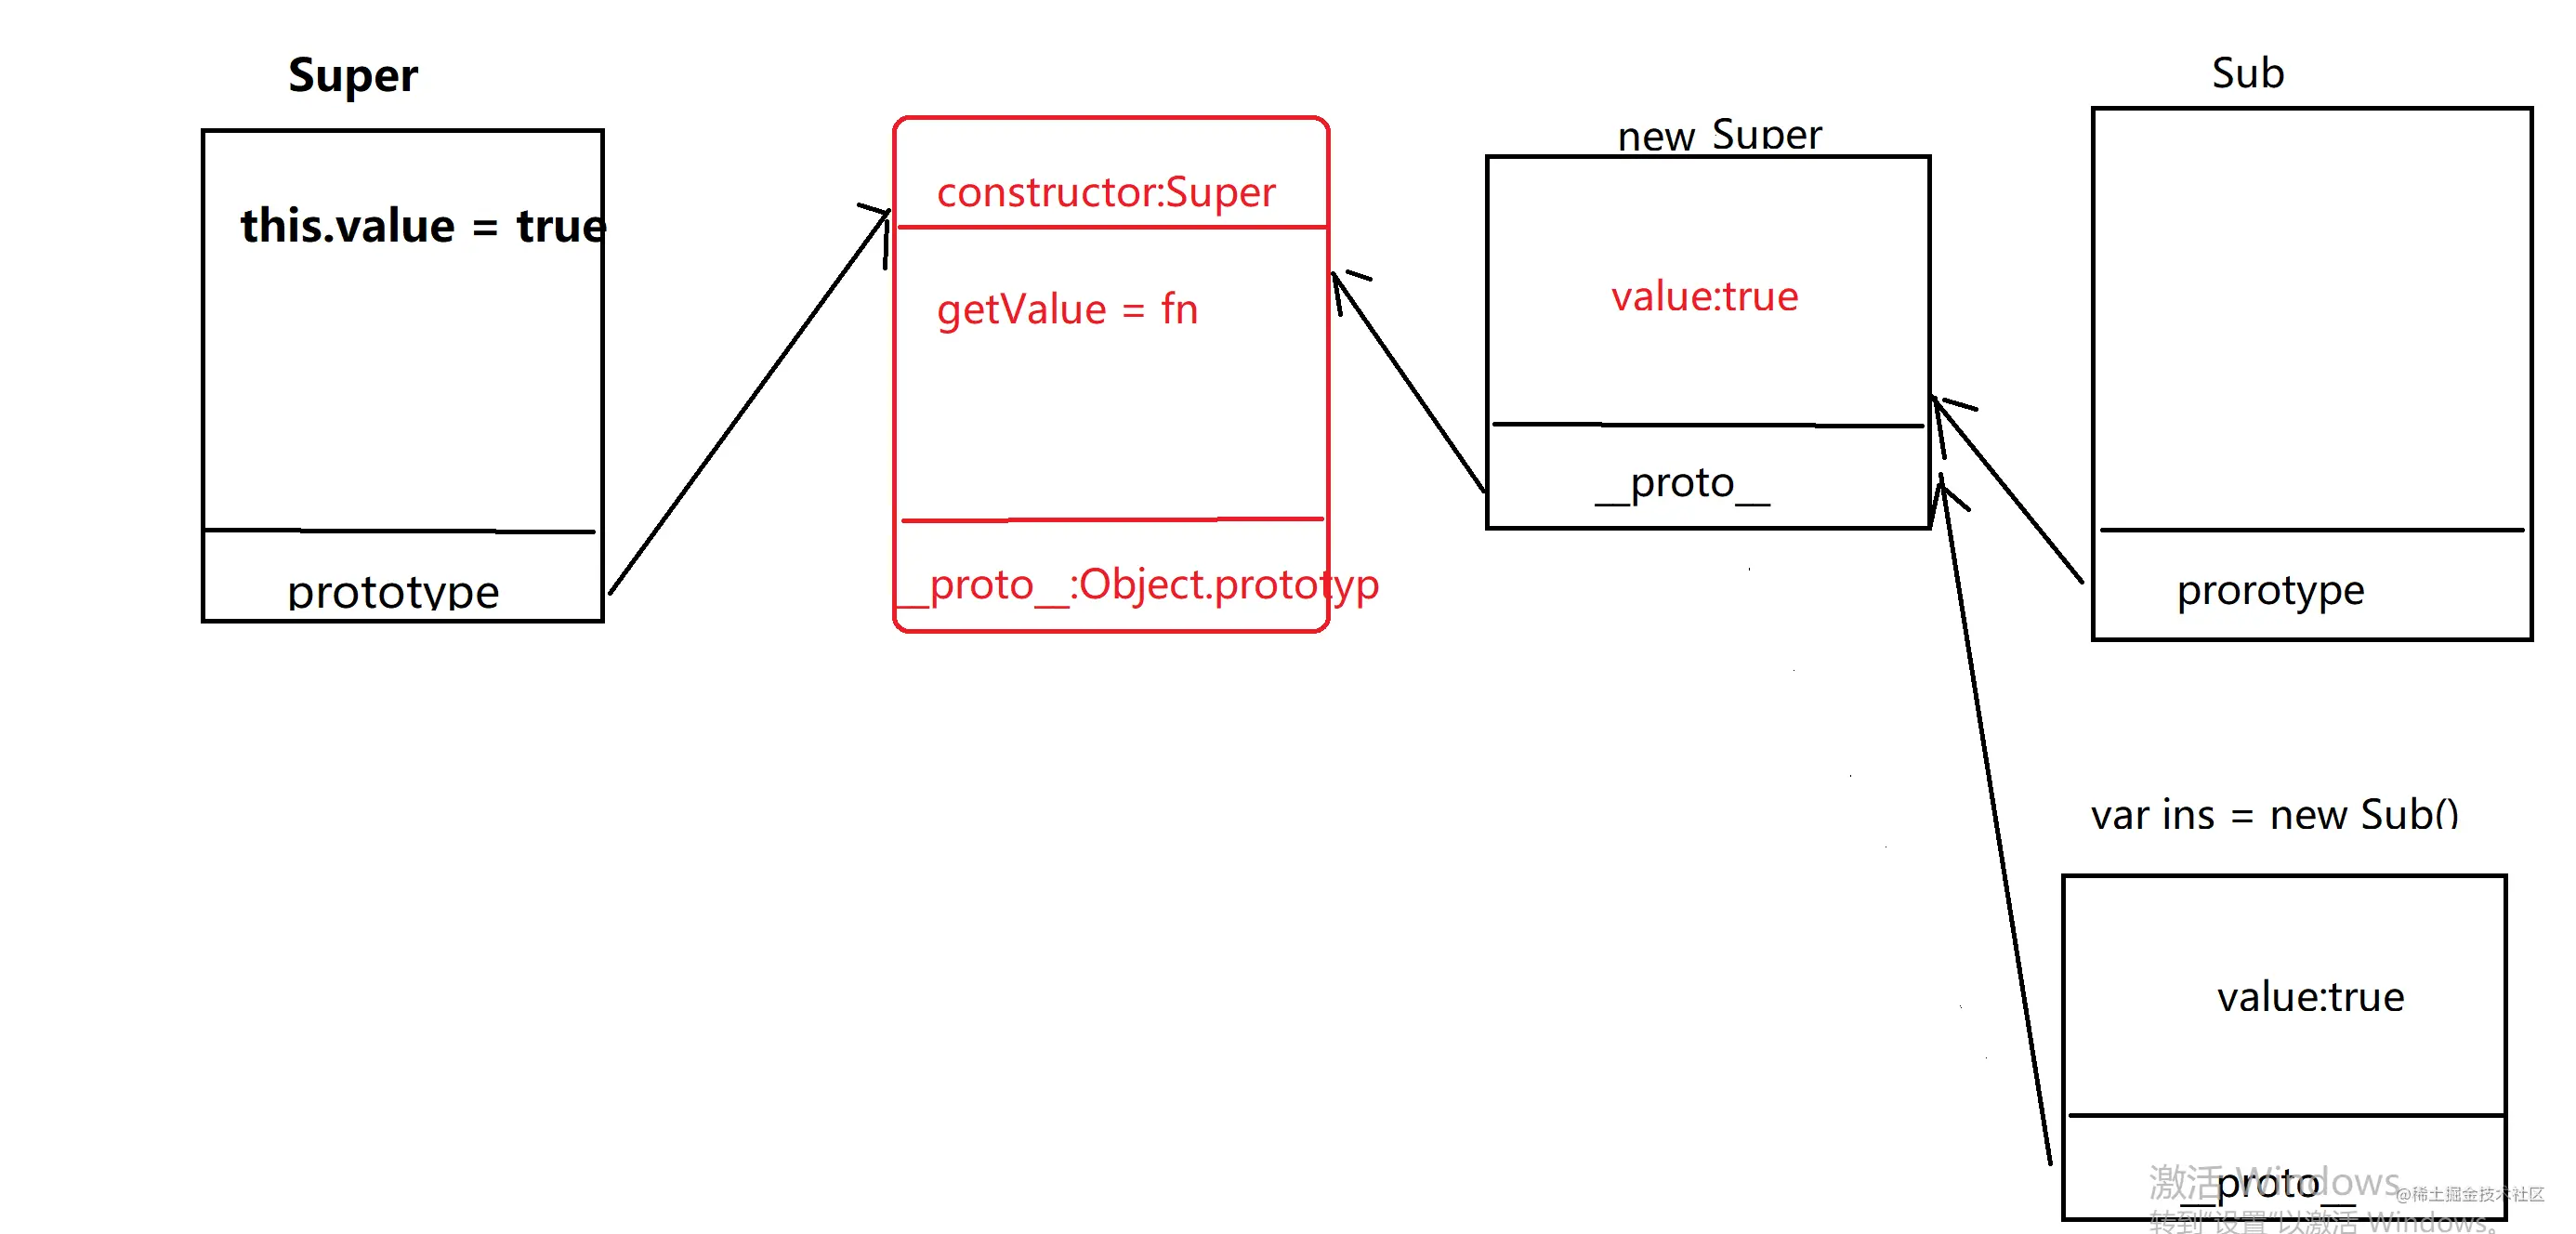 Super
this.value = true
prototype
constructor:Super
getValue = fn
__proto__:Object.prototyp
new Super
value:true
__proto__
Sub
prorotype
var ins = new Sub()
value:true
__proto__
激活 Windows
@稀土掘金技术社区
转到"设置"以激活 Windows。